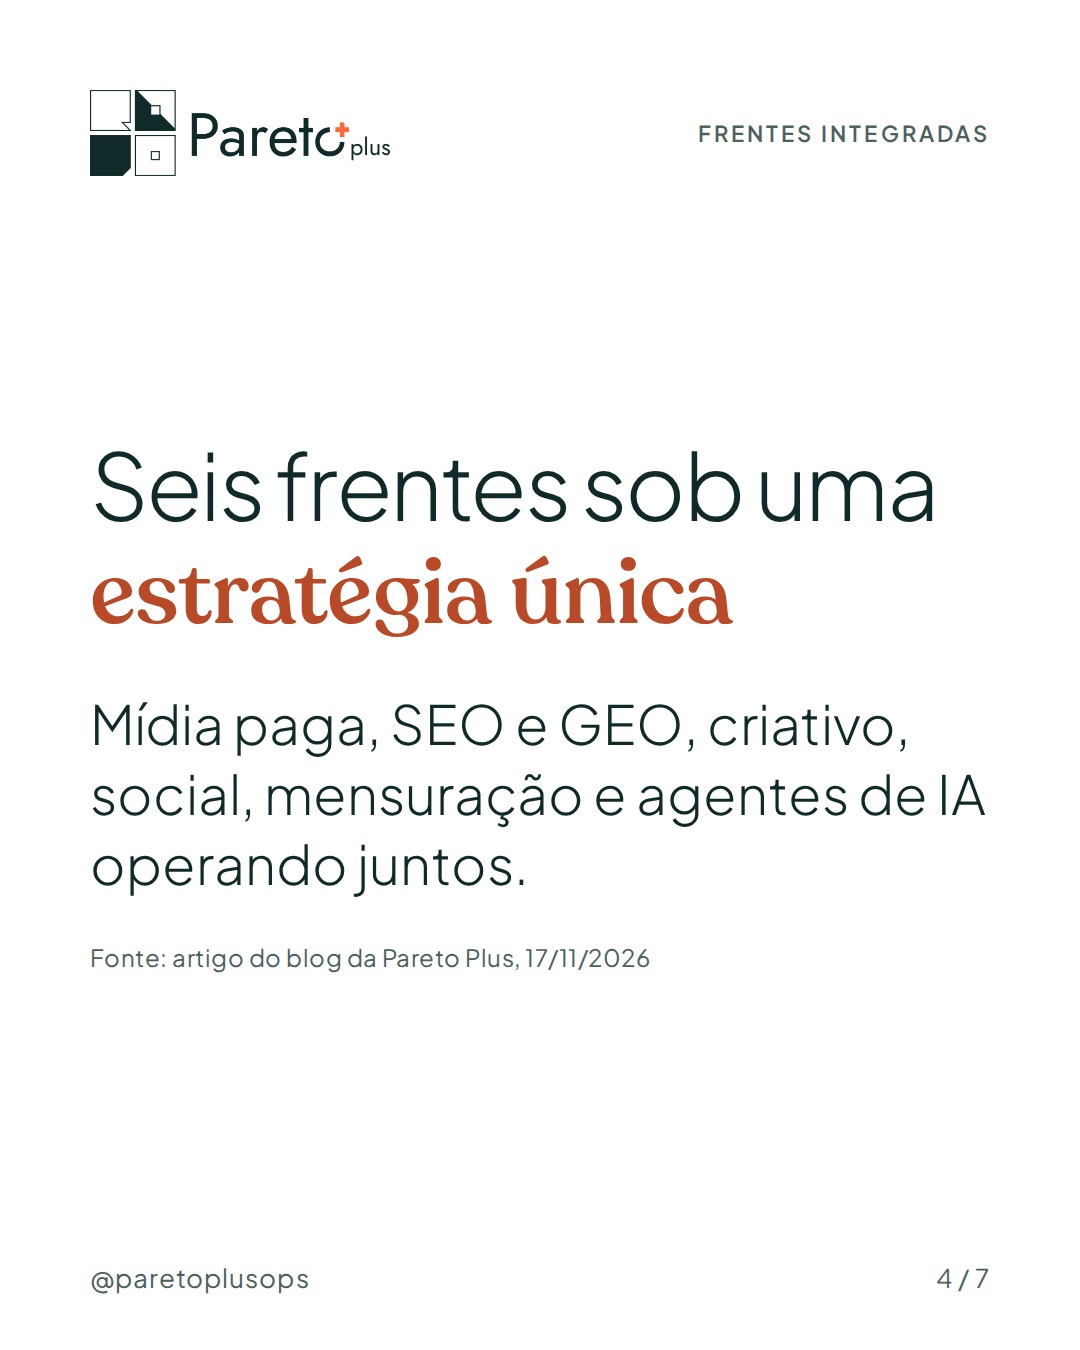 Pareto plus
FRENTES INTEGRADAS
Seis frentes sob uma
estratégia única
Mídia paga, SEO e GEO, criativo,
social, mensuração e agentes de IA
operando juntos.
Fonte: artigo do blog da Pareto Plus, 17/11/2026
@paretoplusops
4 / 7